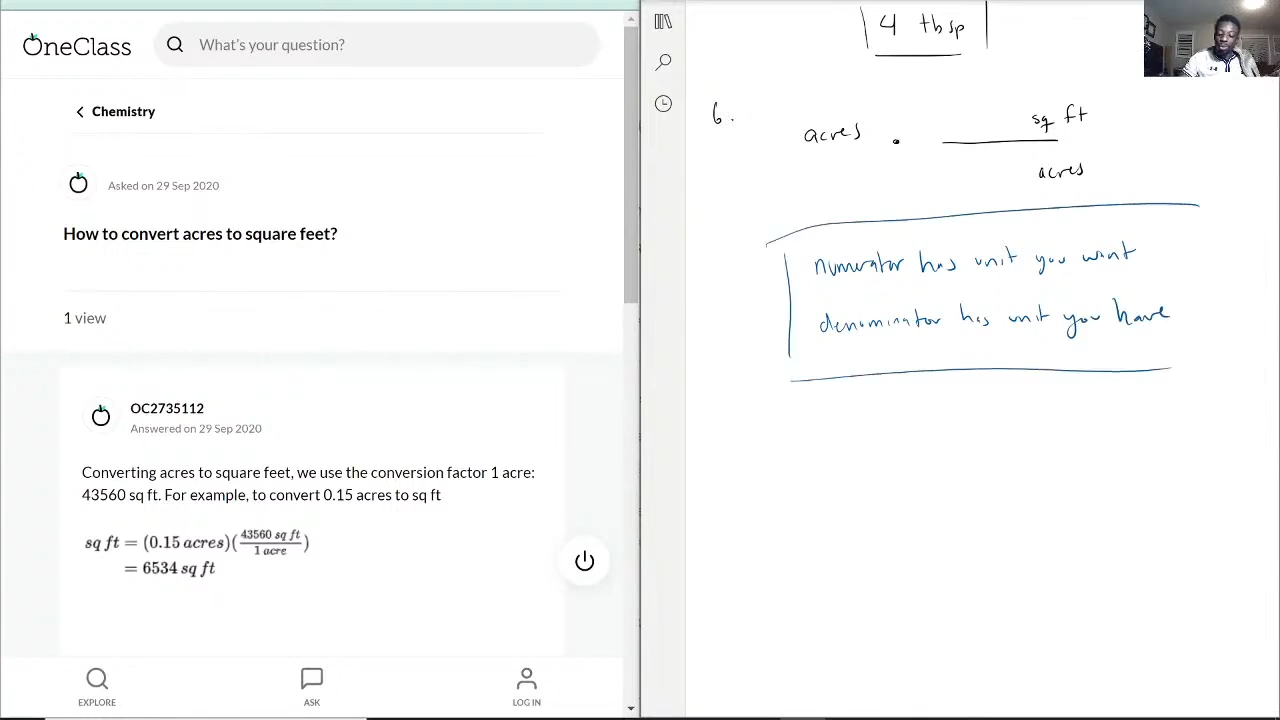 OneClass
What's your question?
Chemistry
Asked on 29 Sep 2020
How to convert acres to square feet?
1 view
OC2735112
Answered on 29 Sep 2020
Converting acres to square feet, we use the conversion factor 1 acre:
43560 sq ft. For example, to convert 0.15 acres to sq ft
sq ft = (0.15 acres)(43560 sq ft / 1 acre)
= 6534 sq ft
EXPLORE
ASK
LOG IN
4 tbsp
6.
acres · sq ft
acres
numerator has unit you want
denominator has unit you have